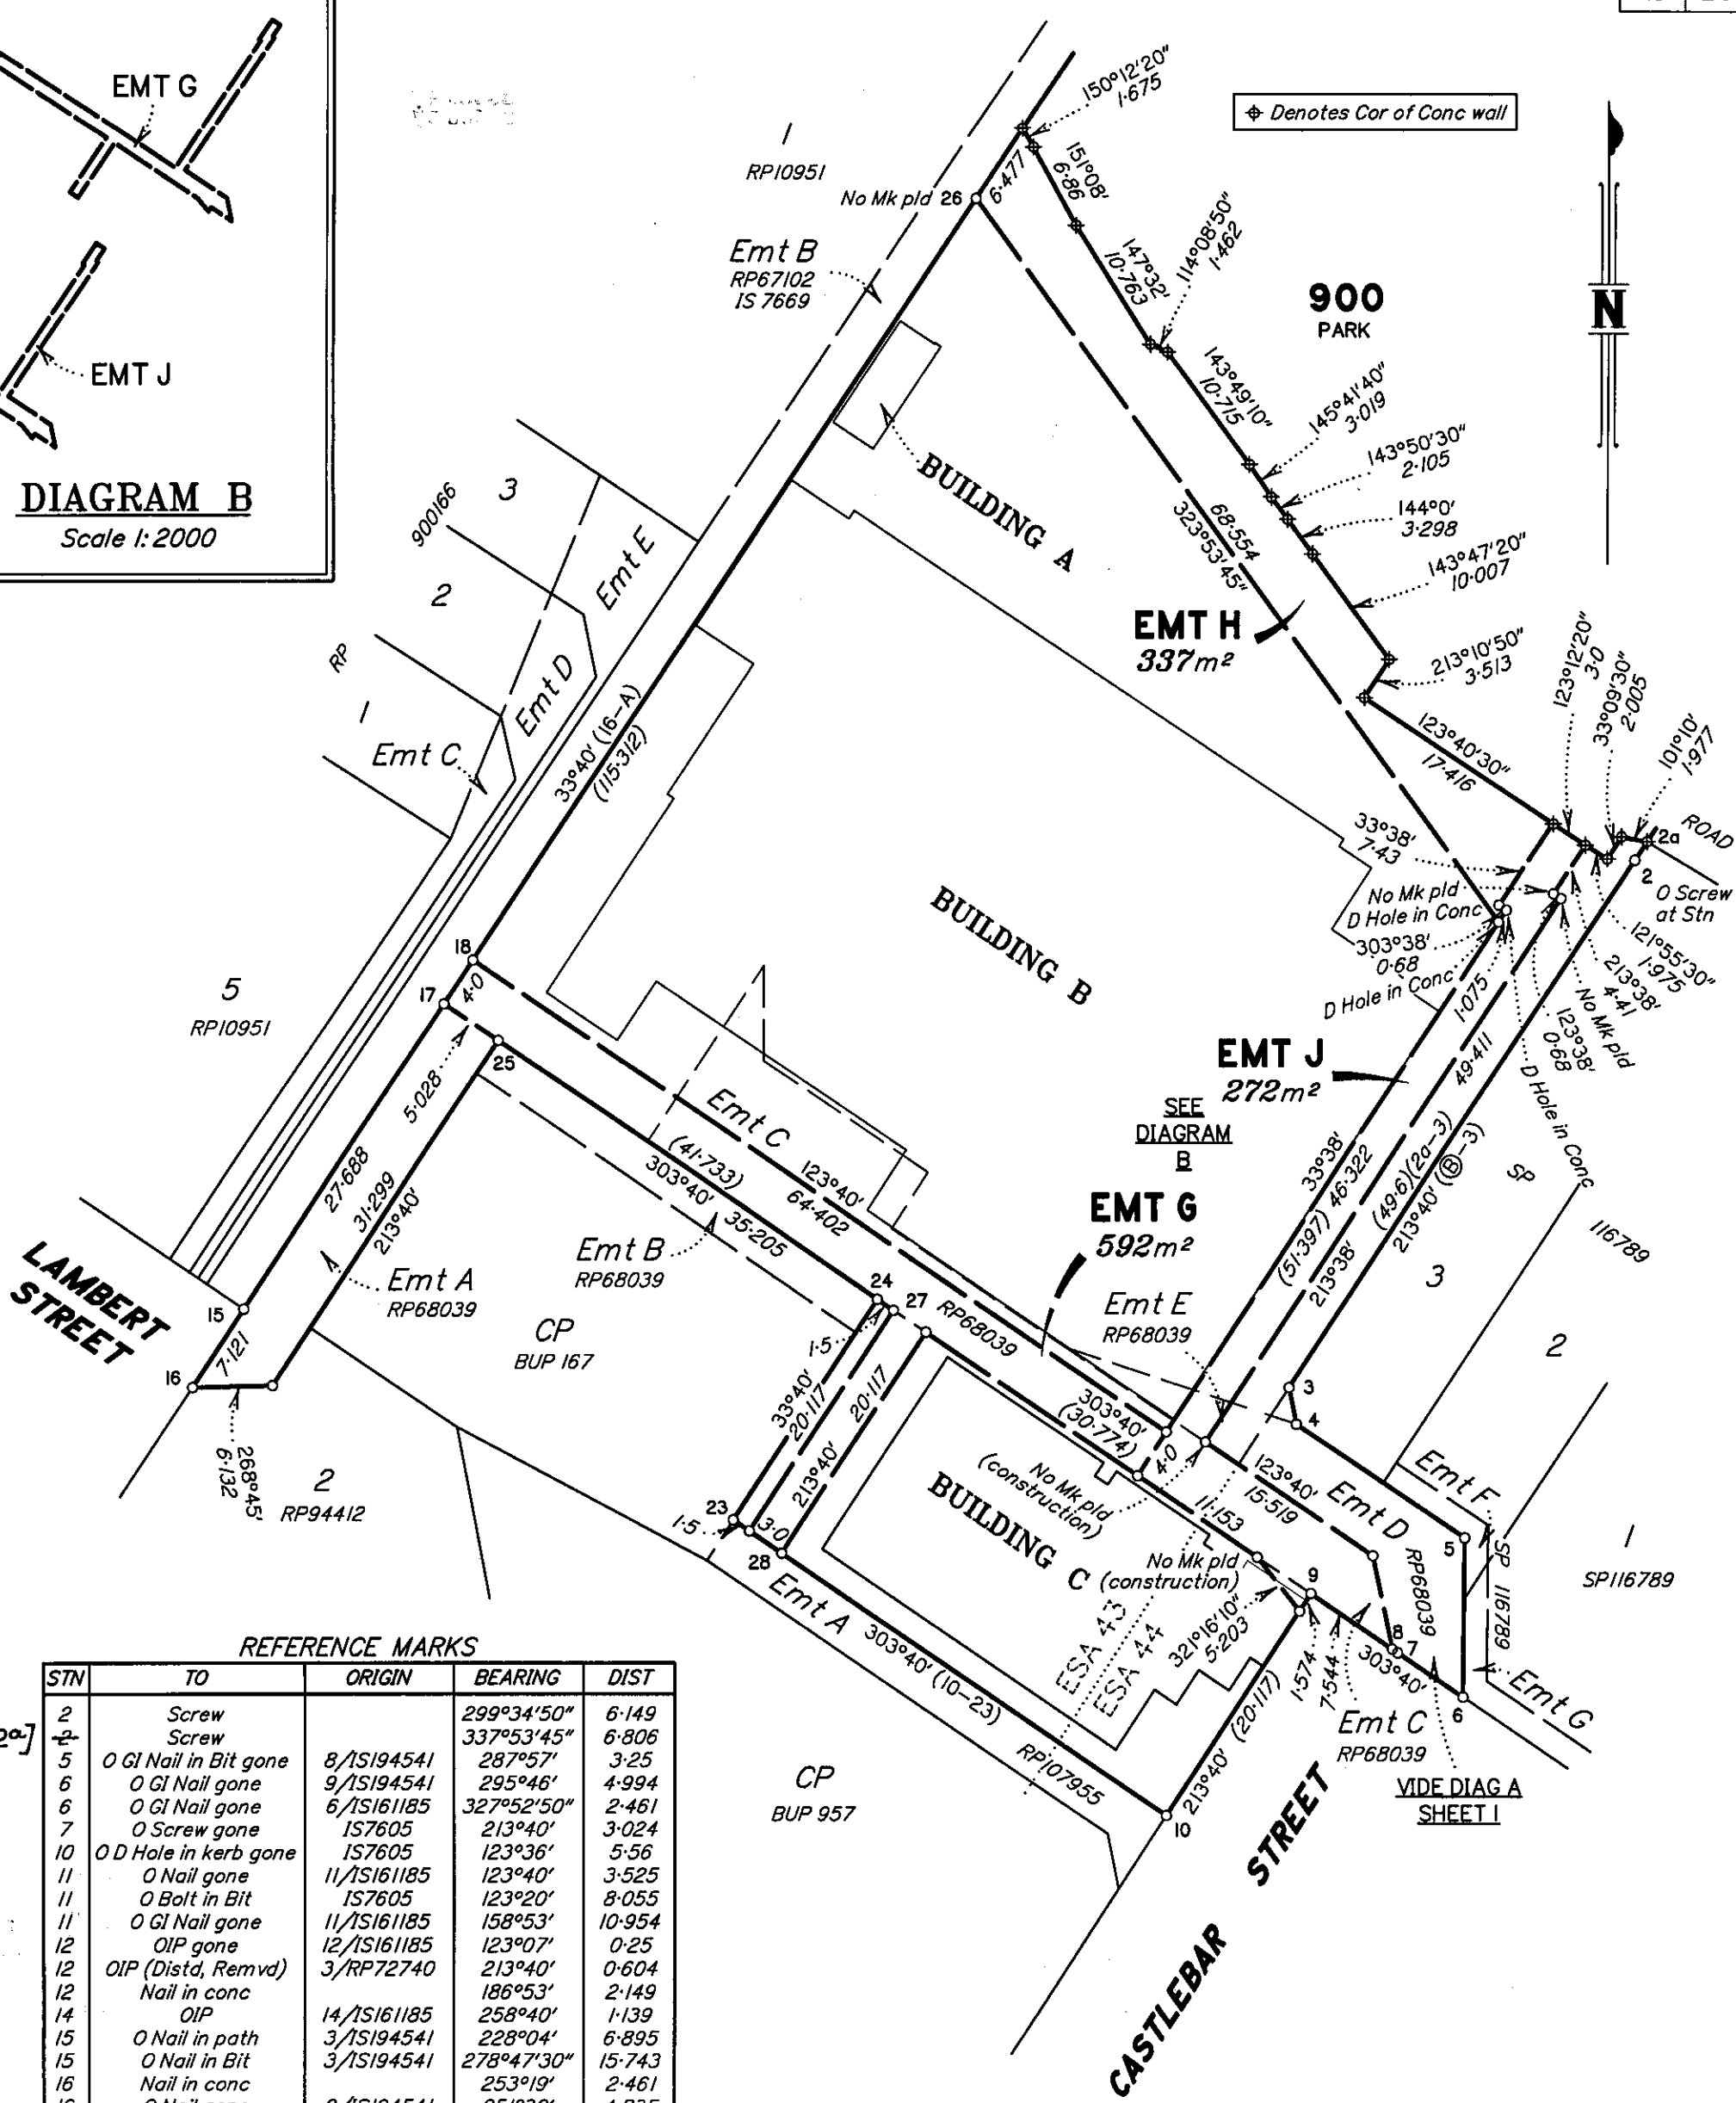 EMT G
EMT J
DIAGRAM B
Scale 1:2000
1
RP10951
No Mk pld 26
Emt B
RP67102
IS 7669
150°12'20"
1·675
6·477
151°08'
6·86
147°32'
10·763
114°08'50"
1·462
⌖ Denotes Cor of Conc wall
900
PARK
N
143°49'10"
10·715
145°41'40"
3·019
143°50'30"
2·105
144°0'
3·298
143°47'20"
10·007
213°10'50"
3·513
68·554
323°53'45"
BUILDING A
EMT H
337m²
900166
3
2
RP
1
Emt E
Emt D
Emt C
33°40' (16-A)
(115·312)
123°40'30"
17·416
123°12'20"
3·0
33°09'30"
2·005
101°10'
1·977
2a
ROAD
2
O Screw
at Stn
33°38'
7·43
No Mk pld
D Hole in Conc
303°38'
0·68
D Hole in Conc
1·075
121°55'30"
1·975
213°38'
4·41
No Mk pld
123°38'
0·68
D Hole in Conc
BUILDING B
18
17
4·0
5
RP10951
25
5·028
27·688
31·299
213°40'
Emt C
(41·733)
303°40' 35·205
123°40'
64·402
EMT J
272m²
SEE
DIAGRAM
B
EMT G
592m²
49·411
33°38'
(51·397) 46·322
(49·6)(2a-3)
213°40' (B-3)
213°38'
SP
116789
3
2
LAMBERT
STREET
15
16
7·121
268°45'
6·132
Emt A
RP68039
Emt B
RP68039
CP
BUP 167
2
RP94412
24
27
1·5
RP68039
Emt E
RP68039
3
4
33°40'
20·117
20·117
213°40'
303°40'
(30·774)
4·0
No Mk pld
(construction)
BUILDING C
11·153
123°40'
15·519
Emt D
RP68039
Emt F
5
SP 116789
1
SP116789
23
1·5
3·0
28
Emt A
303°40' (10-23)
No Mk pld
(construction)
ESA 43
ESA 44
321°16'10"
5·203
9
8
7
6
1·574
7·544
303°40'
Emt C
RP68039
Emt G
VIDE DIAG A
SHEET 1
RP107955
213°40' (20·117)
10
CP
BUP 957
CASTLEBAR STREET
REFERENCE MARKS
STN TO ORIGIN BEARING DIST
2 Screw 299°34'50" 6·149
2a] 2 Screw 337°53'45" 6·806
5 O GI Nail in Bit gone 8/IS194541 287°57' 3·25
6 O GI Nail gone 9/IS194541 295°46' 4·994
6 O GI Nail gone 6/IS161185 327°52'50" 2·461
7 O Screw gone IS7605 213°40' 3·024
10 O D Hole in kerb gone IS7605 123°36' 5·56
11 O Nail gone 11/IS161185 123°40' 3·525
11 O Bolt in Bit IS7605 123°20' 8·055
11 O GI Nail gone 11/IS161185 158°53' 10·954
12 OIP gone 12/IS161185 123°07' 0·25
12 OIP (Distd, Remvd) 3/RP72740 213°40' 0·604
12 Nail in conc 186°53' 2·149
14 OIP 14/IS161185 258°40' 1·139
15 O Nail in path 3/IS194541 228°04' 6·895
15 O Nail in Bit 3/IS194541 278°47'30" 15·743
16 Nail in conc 253°19' 2·461